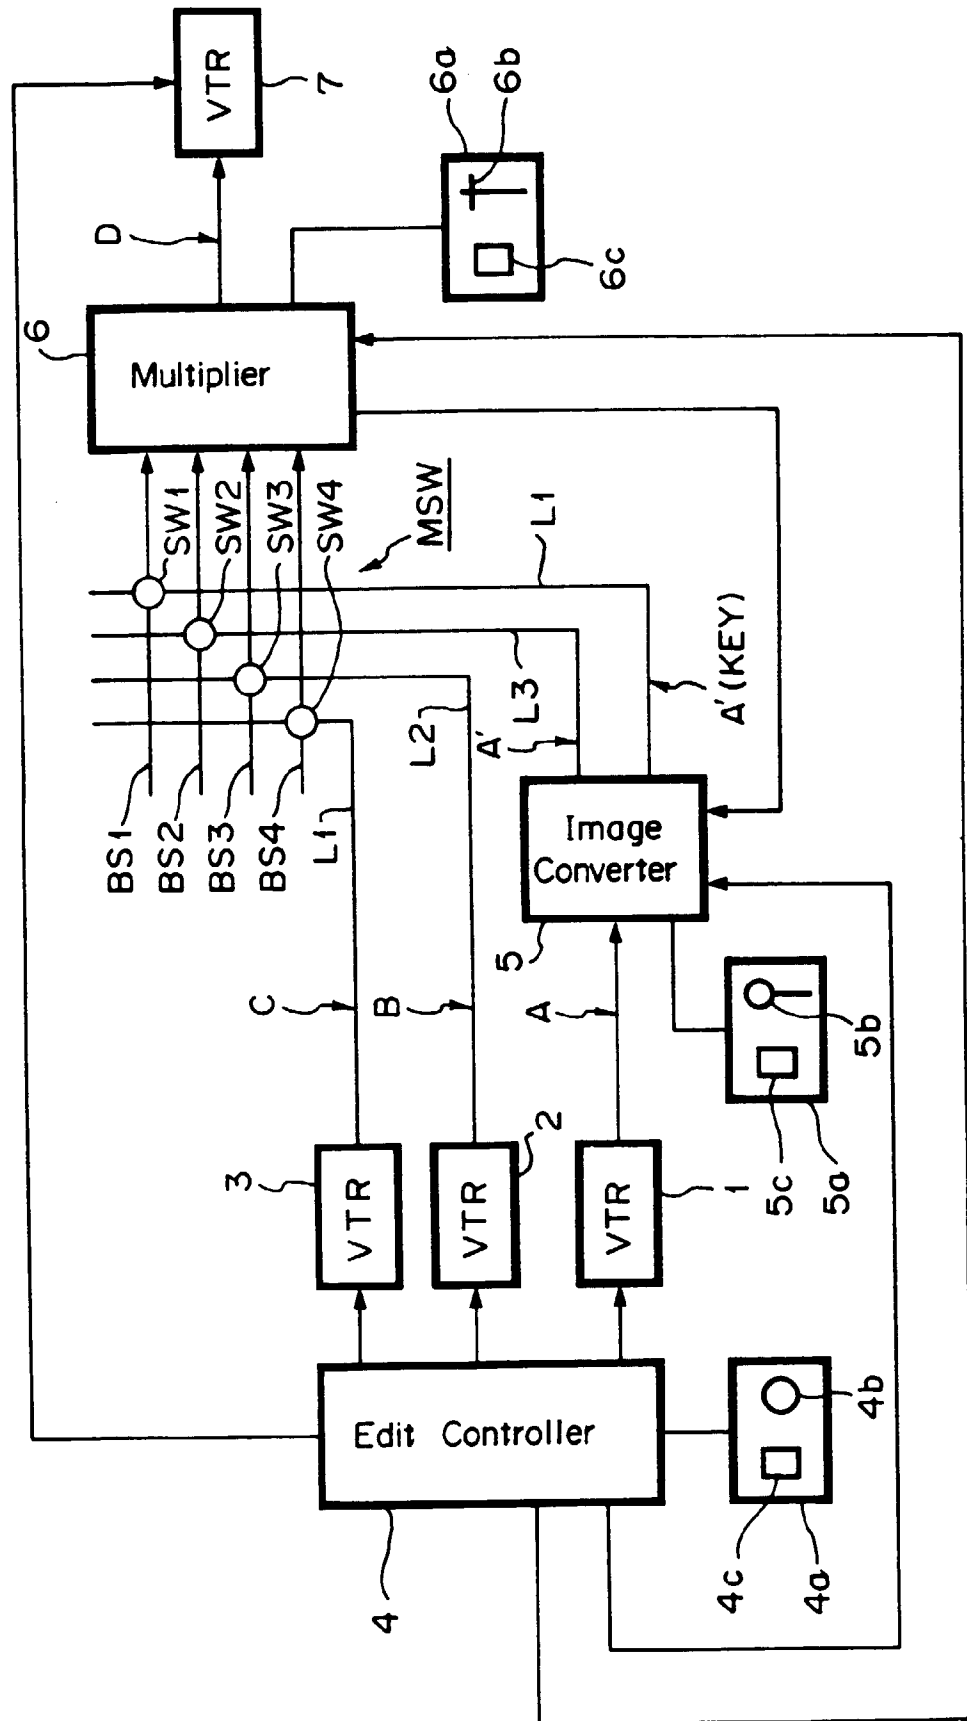 VTR
7
D
6
Multiplier
6a
6b
6c
SW1
SW2
SW3
SW4
MSW
BS1
BS2
BS3
BS4
L1
L2
L3
L1
A'
A'(KEY)
Image
Converter
5
C
B
A
5b
5c
5a
3
VTR
2
VTR
1
VTR
Edit Controller
4
4b
4c
4a